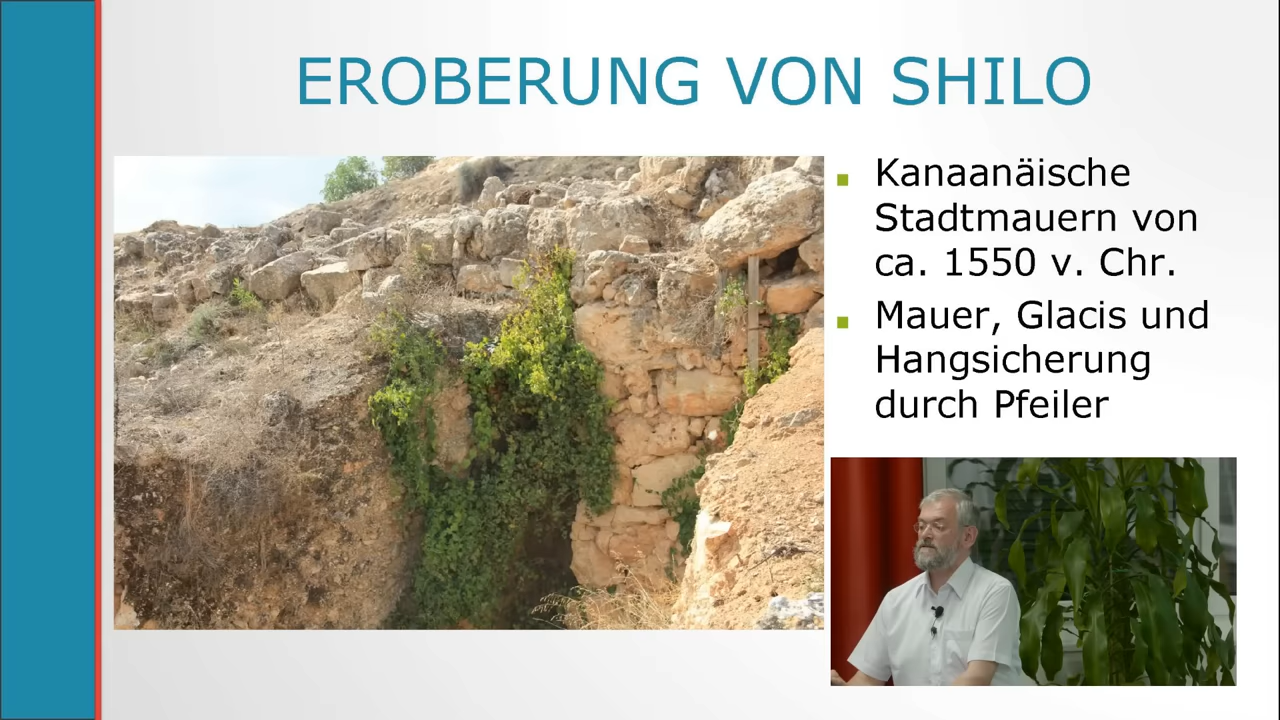 EROBERUNG VON SHILO
Kanaanäische
Stadtmauern von
ca. 1550 v. Chr.
Mauer, Glacis und
Hangsicherung
durch Pfeiler